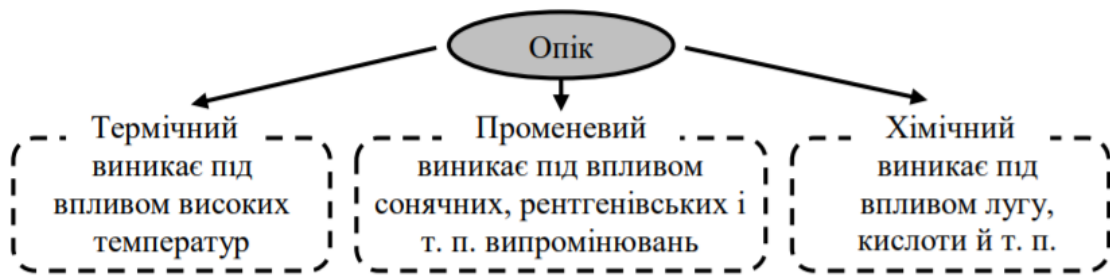 Опік
Термічний
виникає під
впливом високих
температур
Променевий
виникає під впливом
сонячних, рентгенівських і
т. п. випромінювань
Хімічний
виникає під
впливом лугу,
кислоти й т. п.